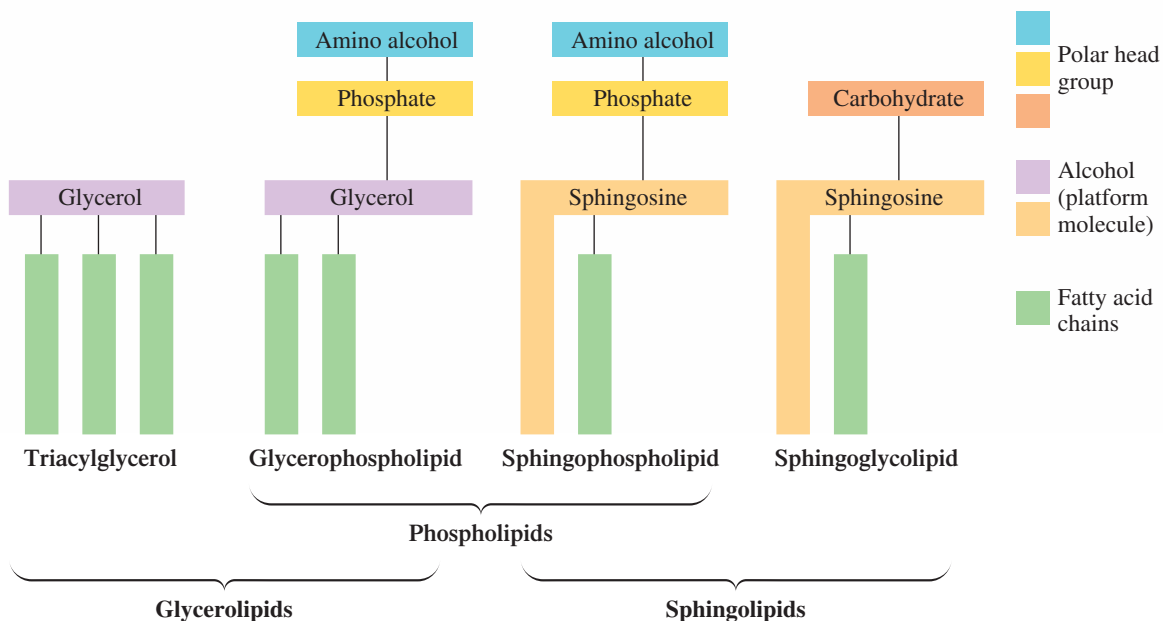 Amino alcohol
Amino alcohol
Polar head
group
Phosphate
Phosphate
Carbohydrate
Glycerol
Glycerol
Sphingosine
Sphingosine
Alcohol
(platform
molecule)
Fatty acid
chains
Triacylglycerol
Glycerophospholipid
Sphingophospholipid
Sphingoglycolipid
Phospholipids
Glycerolipids
Sphingolipids